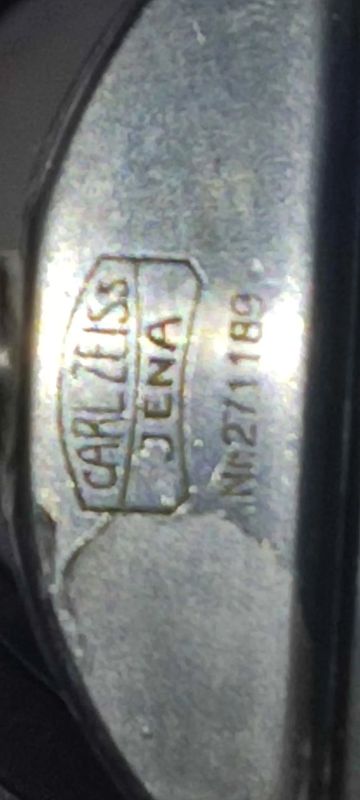 CARL ZEISS
JENA
Nr. 271189